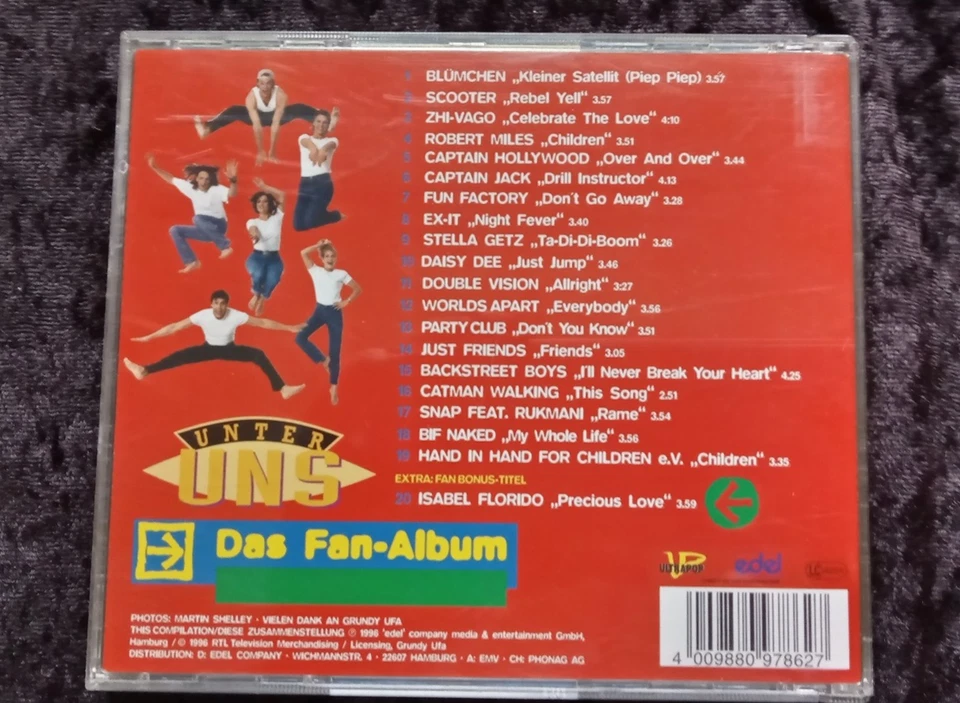 1 BLÜMCHEN „Kleiner Satellit (Piep Piep) 3.57
2 SCOOTER „Rebel Yell“ 3.57
3 ZHI-VAGO „Celebrate The Love“ 4:10
4 ROBERT MILES „Children“ 3.51
5 CAPTAIN HOLLYWOOD „Over And Over“ 3.44
6 CAPTAIN JACK „Drill Instructor“ 4.13
7 FUN FACTORY „Don't Go Away“ 3.28
8 EX-IT „Night Fever“ 3.40
9 STELLA GETZ „Ta-Di-Di-Boom“ 3.26
10 DAISY DEE „Just Jump“ 3.46
11 DOUBLE VISION „Allright“ 3:27
12 WORLDS APART „Everybody“ 3.56
13 PARTY CLUB „Don't You Know“ 3.51
14 JUST FRIENDS „Friends“ 3.05
15 BACKSTREET BOYS „I'll Never Break Your Heart“ 4.25
16 CATMAN WALKING „This Song“ 2.51
17 SNAP FEAT. RUKMANI „Rame“ 3.54
18 BIF NAKED „My Whole Life“ 3.56
19 HAND IN HAND FOR CHILDREN e.V. „Children“ 3.35
EXTRA: FAN BONUS-TITEL
20 ISABEL FLORIDO „Precious Love“ 3.59
UNTER
UNS
Das Fan-Album
ULTRAPOP
edel
LC
PHOTOS: MARTIN SHELLEY · VIELEN DANK AN GRUNDY UFA
THIS COMPILATION/DIESE ZUSAMMENSTELLUNG ℗ 1996 'edel' company media & entertainment GmbH,
Hamburg / © 1996 RTL Television Merchandising / Licensing, Grundy Ufa
DISTRIBUTION: D: EDEL COMPANY · WICHMANNSTR. 4 · 22607 HAMBURG · A: EMV · CH: PHONAG AG
4 009880 978627